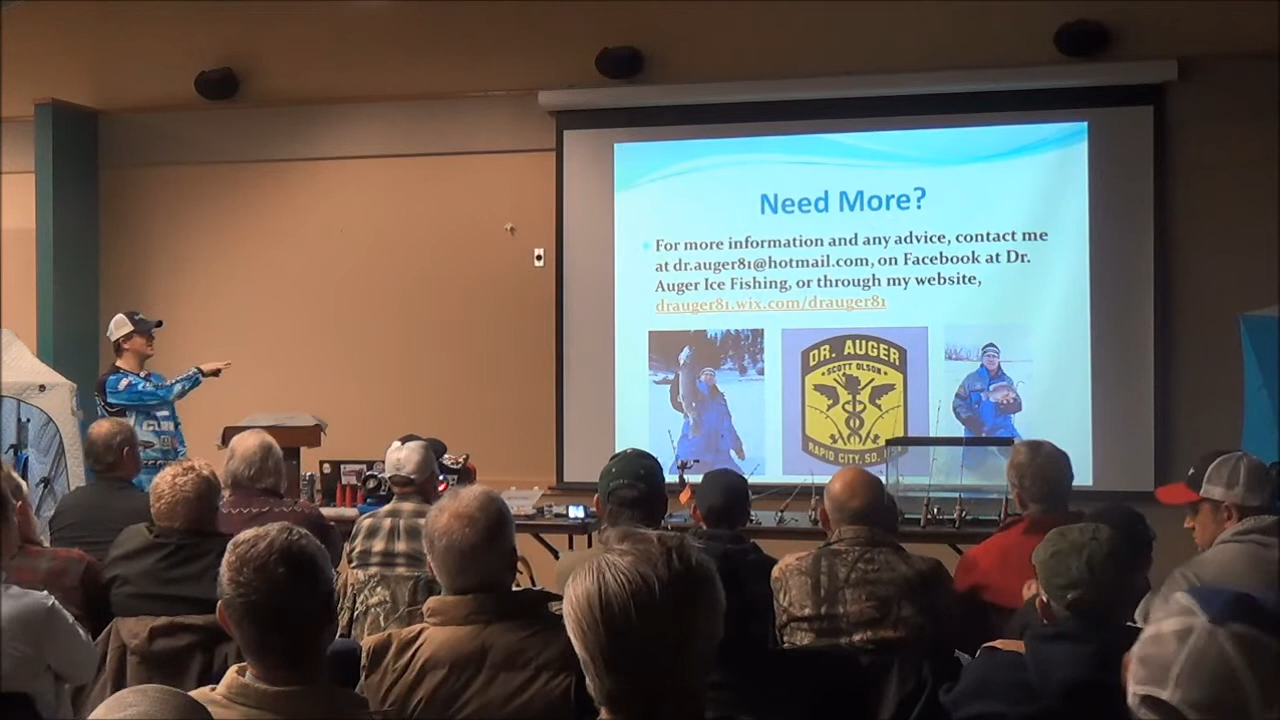 Need More?
For more information and any advice, contact me
at dr.auger81@hotmail.com, on Facebook at Dr.
Auger Ice Fishing, or through my website,
drauger81.wix.com/drauger81
DR. AUGER
SCOTT OLSON
RAPID CITY, SD,